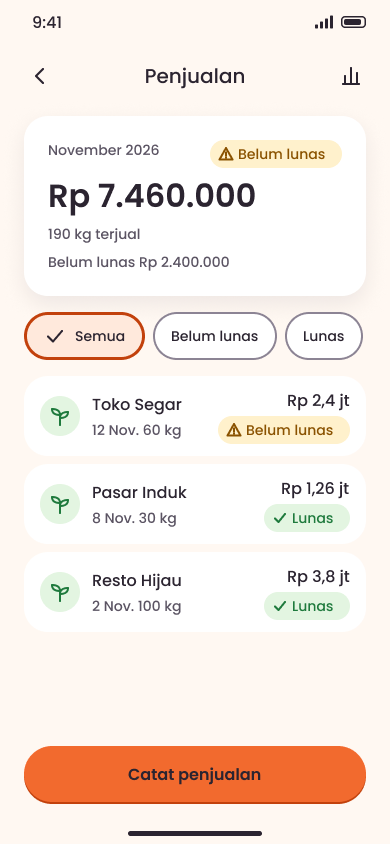 9:41
Penjualan
November 2026
Belum lunas
Rp 7.460.000
190 kg terjual
Belum lunas Rp 2.400.000
Semua
Belum lunas
Lunas
Toko Segar
Rp 2,4 jt
12 Nov. 60 kg
Belum lunas
Pasar Induk
Rp 1,26 jt
8 Nov. 30 kg
Lunas
Resto Hijau
Rp 3,8 jt
2 Nov. 100 kg
Lunas
Catat penjualan